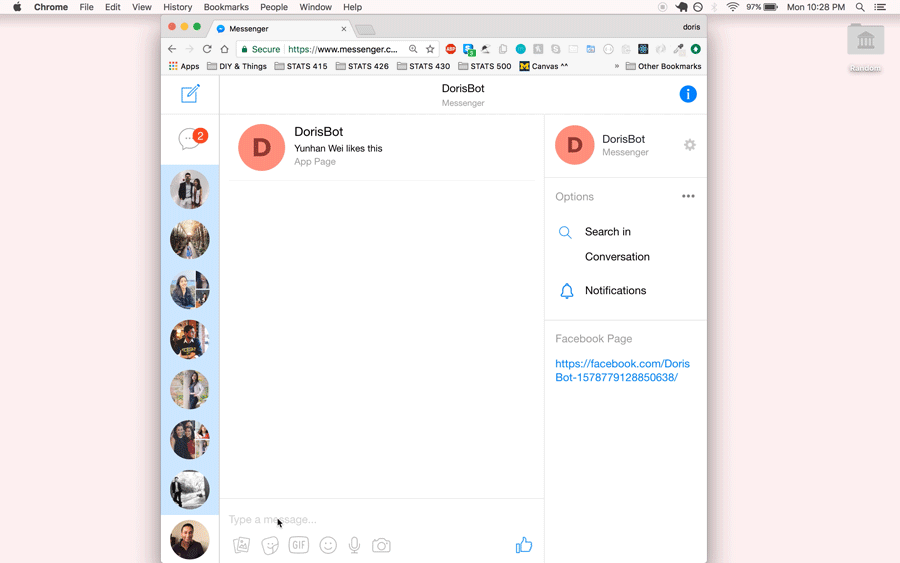 Chrome File Edit View History Bookmarks People Window Help 97% Mon 10:28 PM
Messenger
doris
Secure https://www.messenger.c...
ABP
Apps DIY & Things STATS 415 STATS 426 STATS 430 STATS 500 Canvas ^^ » Other Bookmarks
Random
DorisBot
Messenger
2
D
DorisBot
Yunhan Wei likes this
App Page
D
DorisBot
Messenger
Options
Search in
Conversation
Notifications
Facebook Page
https://facebook.com/Doris
Bot-1578779128850638/
Type a message...
GIF